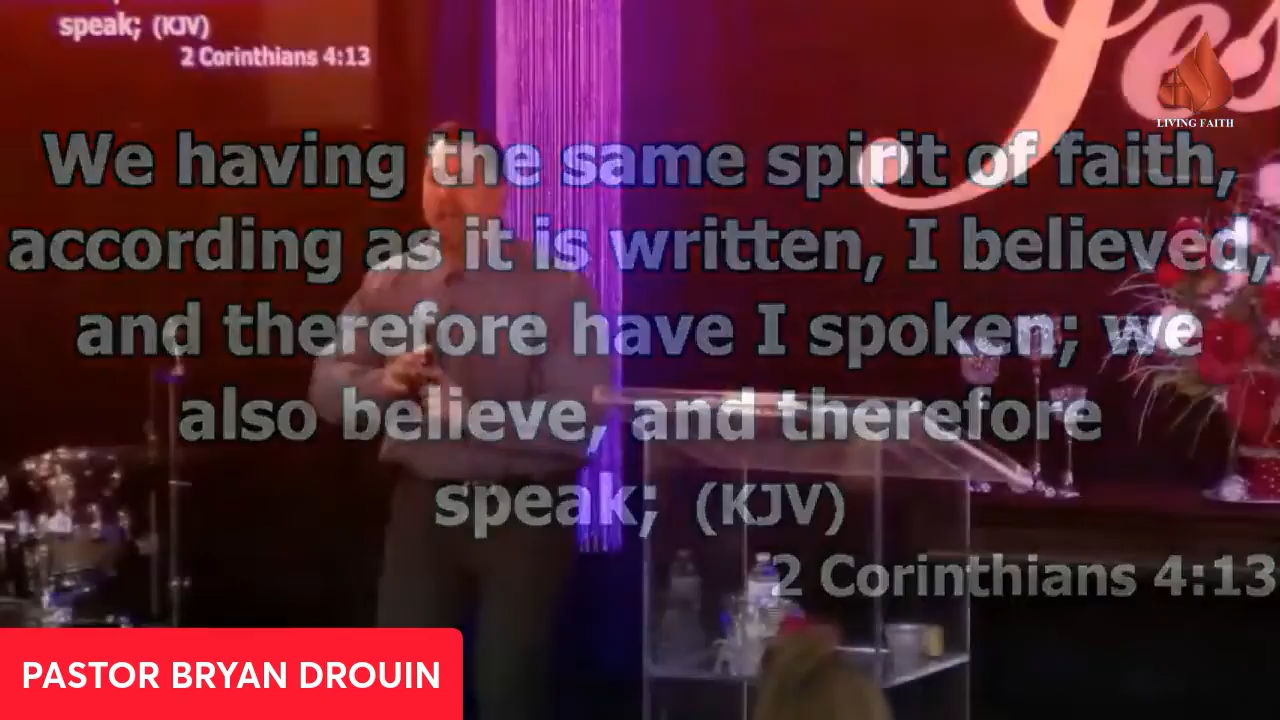 speak; (KJV)
2 Corinthians 4:13
Jes
LIVING FAITH
We having the same spirit of faith,
according as it is written, I believed,
and therefore have I spoken; we
also believe, and therefore
speak; (KJV)
2 Corinthians 4:13
PASTOR BRYAN DROUIN